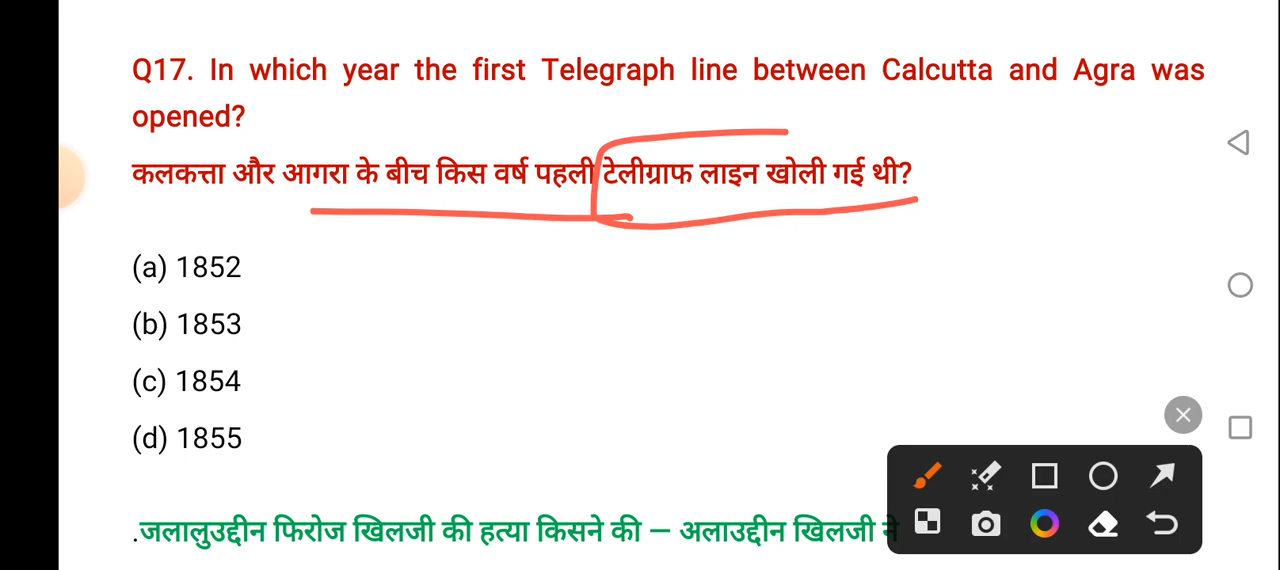 Q17. In which year the first Telegraph line between Calcutta and Agra was
opened?
कलकत्ता और आगरा के बीच किस वर्ष पहली टेलीग्राफ लाइन खोली गई थी?
(a) 1852
(b) 1853
(c) 1854
(d) 1855
.जलालुउद्दीन फिरोज खिलजी की हत्या किसने की – अलाउद्दीन खिलजी ने